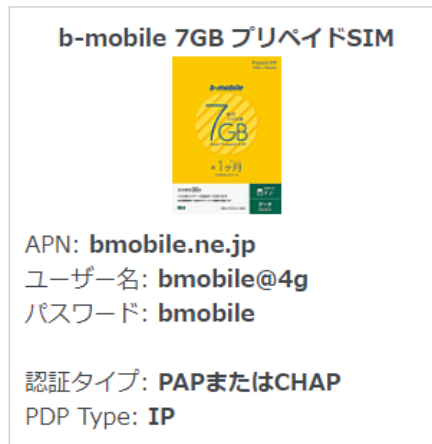 b-mobile 7GB プリペイドSIM
b-mobile
7GB
×1ヶ月
APN: bmobile.ne.jp
ユーザー名: bmobile@4g
パスワード: bmobile
認証タイプ: PAPまたはCHAP
PDP Type: IP